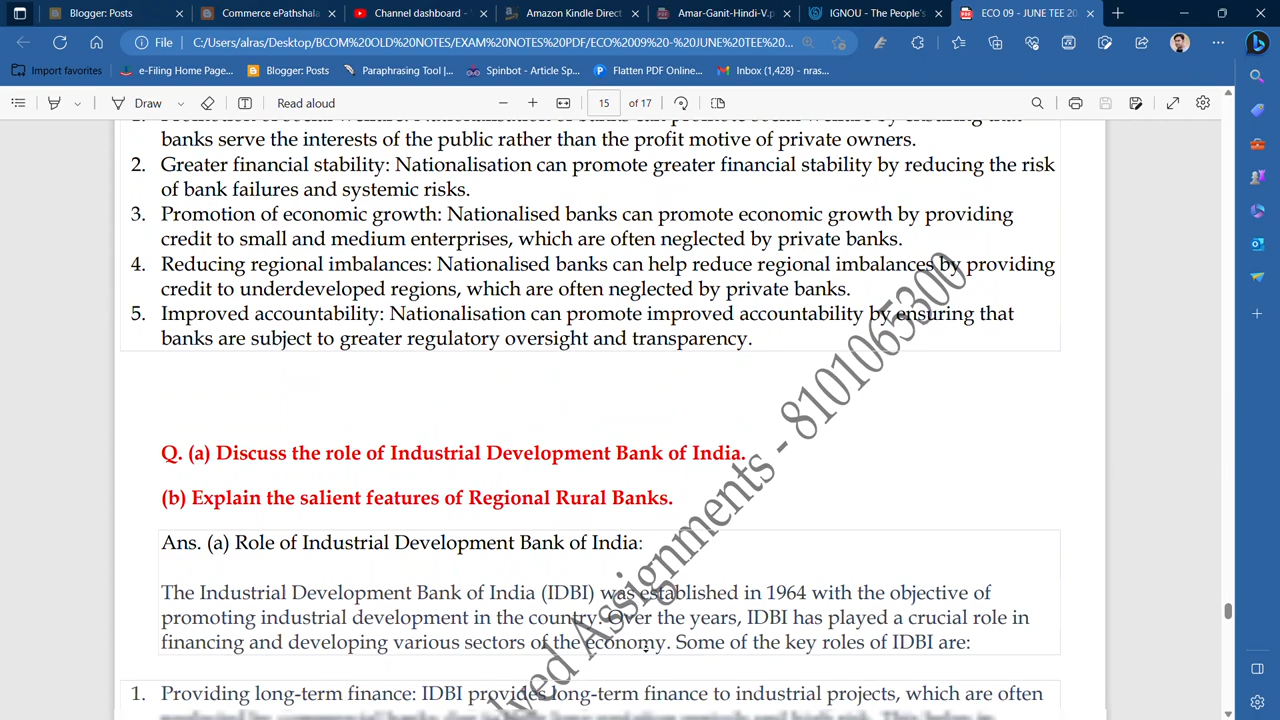 Blogger: Posts
Commerce ePathshala
Channel dashboard -
Amazon Kindle Direct
Amar-Ganit-Hindi-V.p
IGNOU - The People's
ECO 09 - JUNE TEE 20
File
C:/Users/alras/Desktop/BCOM%20OLD%20NOTES/EXAM%20NOTES%20PDF/ECO%2009%20-%20JUNE%20TEE%20...
Import favorites
e-Filing Home Page...
Blogger: Posts
Paraphrasing Tool |...
Spinbot - Article Sp...
Flatten PDF Online...
Inbox (1,428) - nras...
Draw
Read aloud
15
of 17
banks serve the interests of the public rather than the profit motive of private owners.
2. Greater financial stability: Nationalisation can promote greater financial stability by reducing the risk
of bank failures and systemic risks.
3. Promotion of economic growth: Nationalised banks can promote economic growth by providing
credit to small and medium enterprises, which are often neglected by private banks.
4. Reducing regional imbalances: Nationalised banks can help reduce regional imbalances by providing
credit to underdeveloped regions, which are often neglected by private banks.
5. Improved accountability: Nationalisation can promote improved accountability by ensuring that
banks are subject to greater regulatory oversight and transparency.
Q. (a) Discuss the role of Industrial Development Bank of India.
(b) Explain the salient features of Regional Rural Banks.
Ans. (a) Role of Industrial Development Bank of India:
The Industrial Development Bank of India (IDBI) was established in 1964 with the objective of
promoting industrial development in the country. Over the years, IDBI has played a crucial role in
financing and developing various sectors of the economy. Some of the key roles of IDBI are:
1. Providing long-term finance: IDBI provides long-term finance to industrial projects, which are often
Assignments - 8101065300